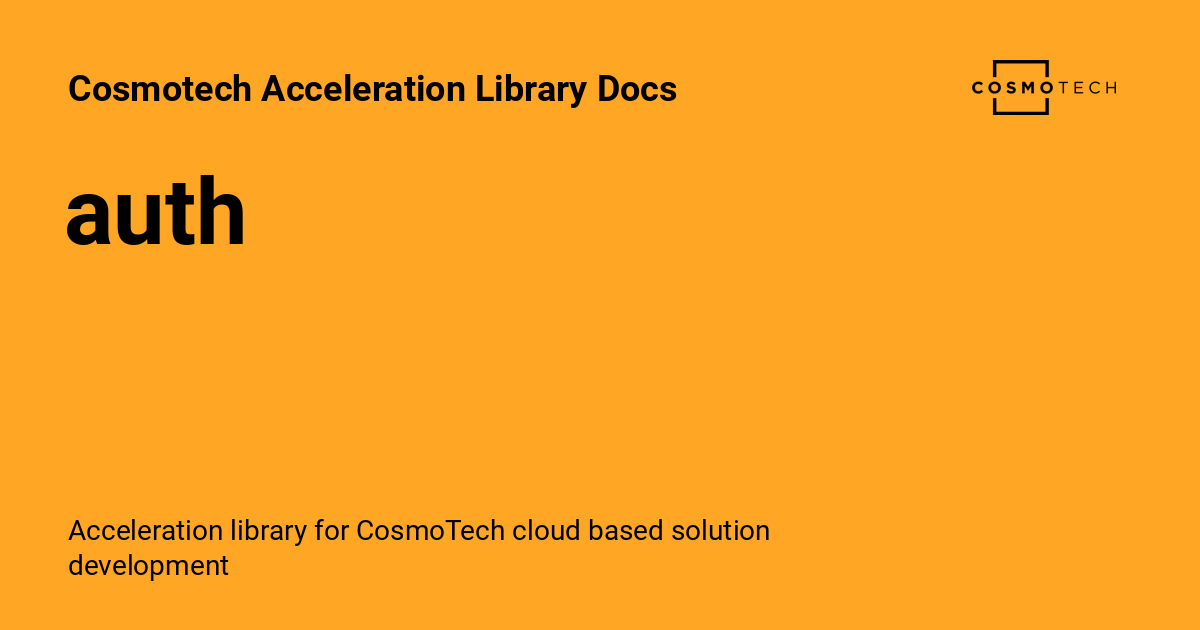 Cosmotech Acceleration Library Docs
COSMOTECH
auth
Acceleration library for CosmoTech cloud based solution
development